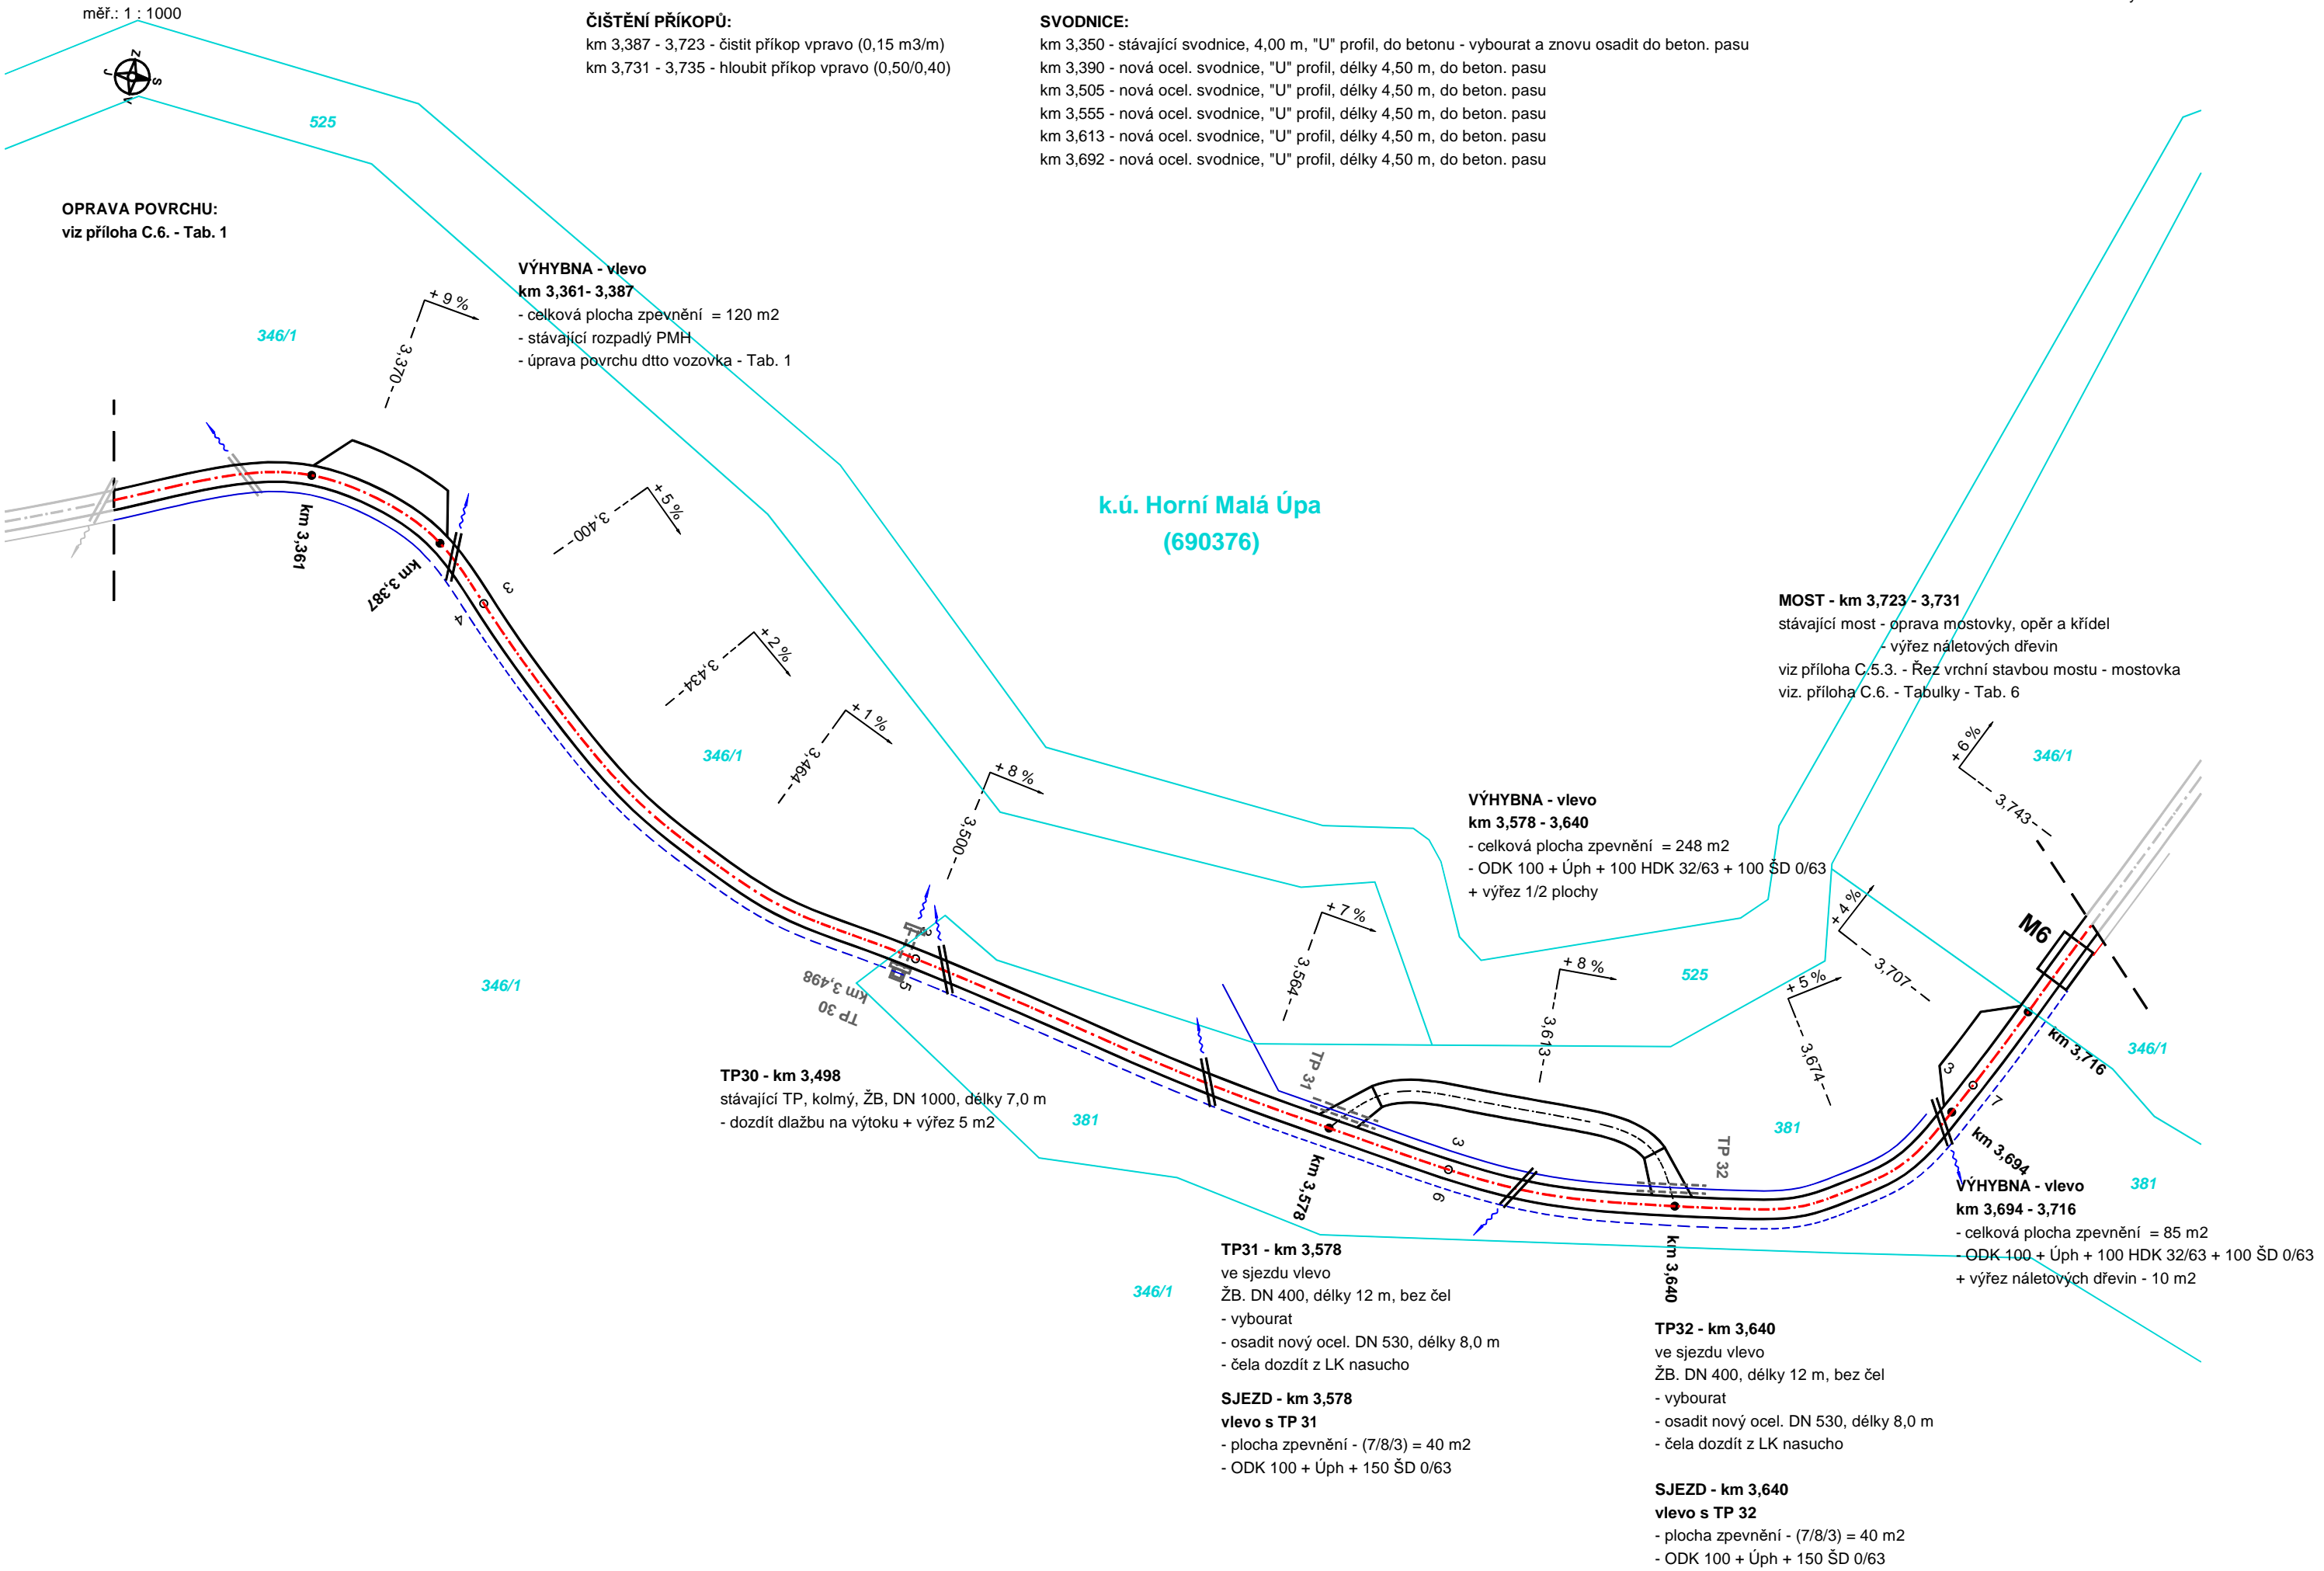 měř.: 1 : 1000
ČIŠTĚNÍ PŘÍKOPŮ:
km 3,387 - 3,723 - čistit příkop vpravo (0,15 m3/m)
km 3,731 - 3,735 - hloubit příkop vpravo (0,50/0,40)
SVODNICE:
km 3,350 - stávající svodnice, 4,00 m, "U" profil, do betonu - vybourat a znovu osadit do beton. pasu
km 3,390 - nová ocel. svodnice, "U" profil, délky 4,50 m, do beton. pasu
km 3,505 - nová ocel. svodnice, "U" profil, délky 4,50 m, do beton. pasu
km 3,555 - nová ocel. svodnice, "U" profil, délky 4,50 m, do beton. pasu
km 3,613 - nová ocel. svodnice, "U" profil, délky 4,50 m, do beton. pasu
km 3,692 - nová ocel. svodnice, "U" profil, délky 4,50 m, do beton. pasu
Z
J
S
V
525
OPRAVA POVRCHU:
viz příloha C.6. - Tab. 1
VÝHYBNA - vlevo
km 3,361- 3,387
- celková plocha zpevnění = 120 m2
- stávající rozpadlý PMH
- úprava povrchu dtto vozovka - Tab. 1
346/1
+ 9 %
3,370
km 3,361
km 3,387
3
4
+ 5 %
3,400
+ 2 %
3,434
+ 1 %
3,464
346/1
k.ú. Horní Malá Úpa
(690376)
MOST - km 3,723 - 3,731
stávající most - oprava mostovky, opěr a křídel
- výřez náletových dřevin
viz příloha C.5.3. - Řez vrchní stavbou mostu - mostovka
viz. příloha C.6. - Tabulky - Tab. 6
+ 8 %
3,500
VÝHYBNA - vlevo
km 3,578 - 3,640
- celková plocha zpevnění = 248 m2
- ODK 100 + Úph + 100 HDK 32/63 + 100 ŠD 0/63
+ výřez 1/2 plochy
+ 9 %
3,743
346/1
+ 4 %
3,707
M6
+ 7 %
3,564
+ 8 %
3,613
525
+ 5 %
3,674
346/1
km 3,498
TP 30
5
346/1
TP30 - km 3,498
stávající TP, kolmý, ŽB, DN 1000, délky 7,0 m
- dozdít dlažbu na výtoku + výřez 5 m2
381
TP 31
km 3,578
3
6
TP 32
381
km 3,640
3
7
km 3,716
km 3,694
346/1
381
VÝHYBNA - vlevo
km 3,694 - 3,716
- celková plocha zpevnění = 85 m2
- ODK 100 + Úph + 100 HDK 32/63 + 100 ŠD 0/63
+ výřez náletových dřevin - 10 m2
346/1
TP31 - km 3,578
ve sjezdu vlevo
ŽB. DN 400, délky 12 m, bez čel
- vybourat
- osadit nový ocel. DN 530, délky 8,0 m
- čela dozdít z LK nasucho
SJEZD - km 3,578
vlevo s TP 31
- plocha zpevnění - (7/8/3) = 40 m2
- ODK 100 + Úph + 150 ŠD 0/63
TP32 - km 3,640
ve sjezdu vlevo
ŽB. DN 400, délky 12 m, bez čel
- vybourat
- osadit nový ocel. DN 530, délky 8,0 m
- čela dozdít z LK nasucho
SJEZD - km 3,640
vlevo s TP 32
- plocha zpevnění - (7/8/3) = 40 m2
- ODK 100 + Úph + 150 ŠD 0/63